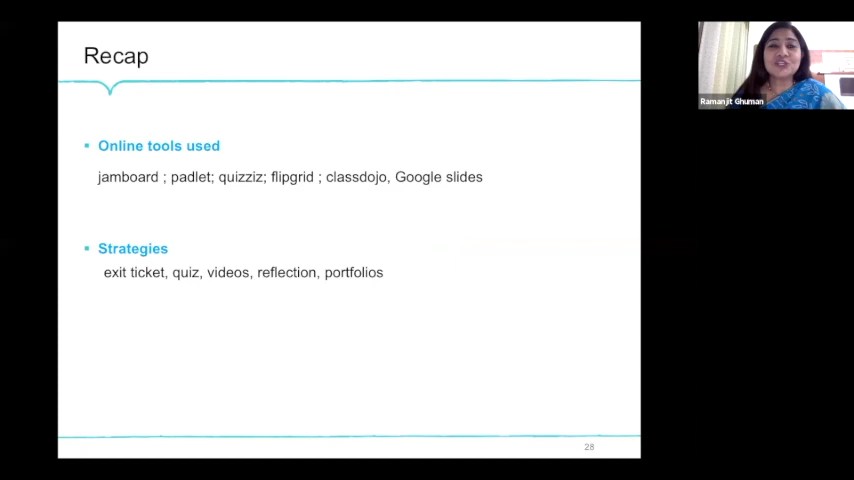 Recap
Online tools used
jamboard ; padlet; quizziz; flipgrid ; classdojo, Google slides
Strategies
exit ticket, quiz, videos, reflection, portfolios
28
Ramanjit Ghuman